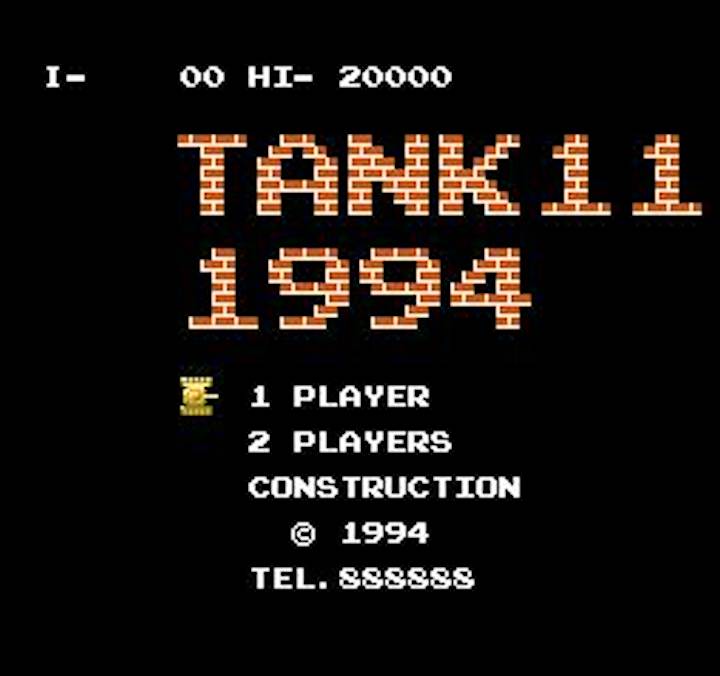 I-     00 HI- 20000
TANK11
1994
1 PLAYER
2 PLAYERS
CONSTRUCTION
© 1994
TEL.888888